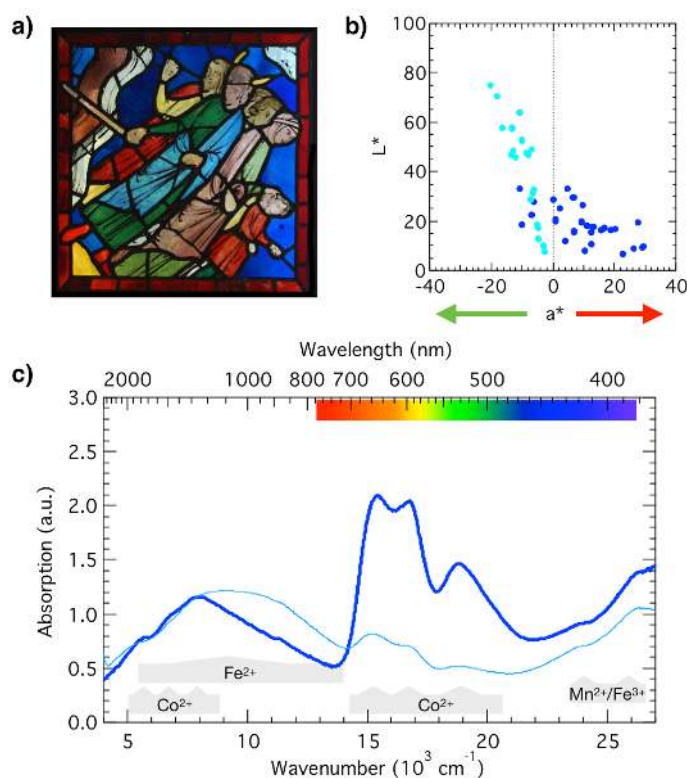 a)
b)
100
80
60
40
20
0
L*
-40 -20 0 20 40
a*
Wavelength (nm)
c)
2000 1000 800 700 600 500 400
3.0
2.5
2.0
1.5
1.0
0.5
0.0
Absorption (a.u.)
Fe²⁺
Co²⁺
Co²⁺
Mn²⁺/Fe³⁺
5 10 15 20 25
Wavenumber (10³ cm⁻¹)